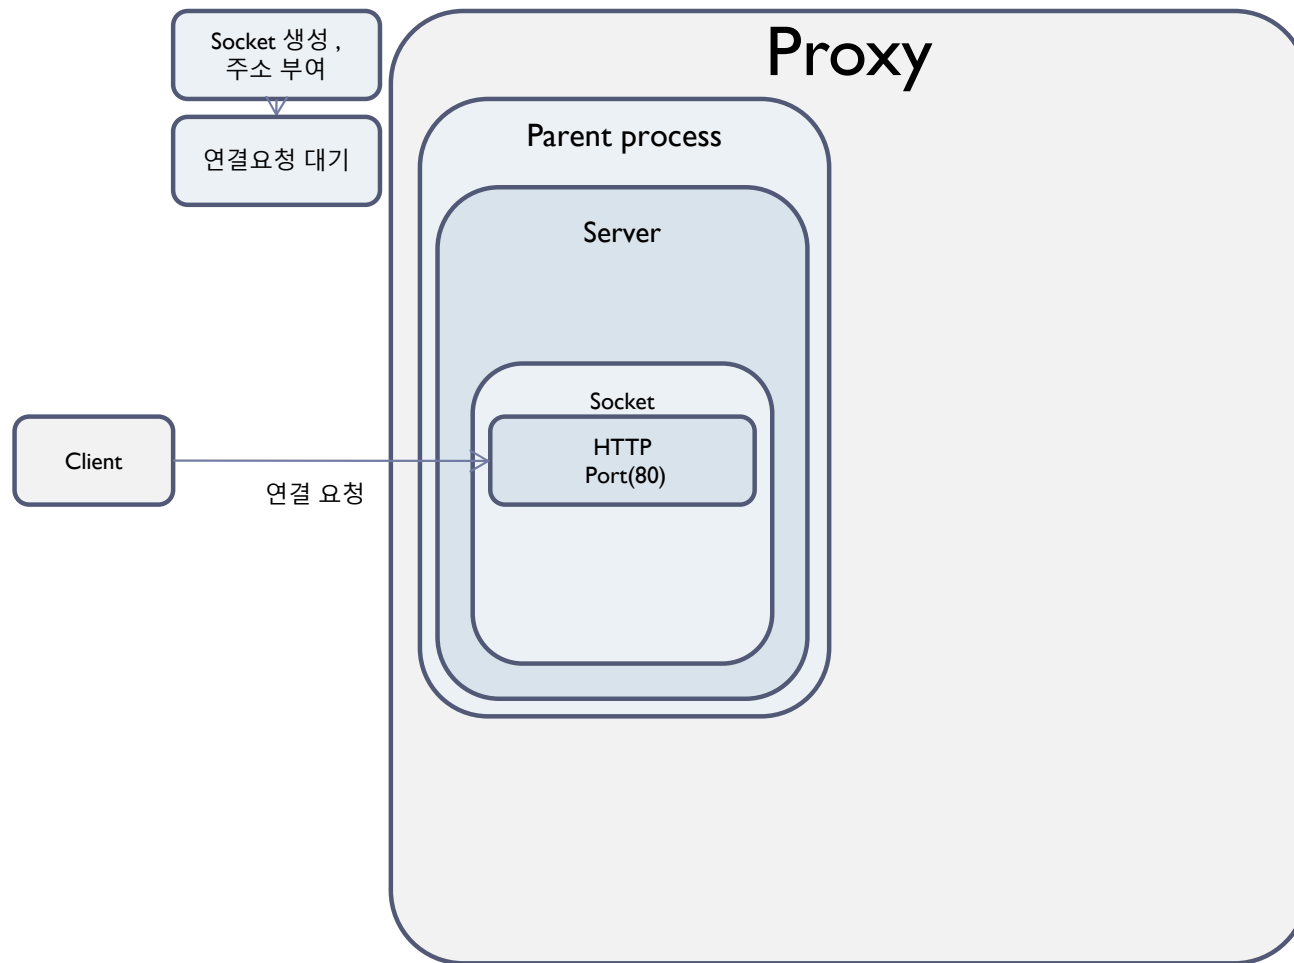 Socket 생성 ,
주소 부여
연결요청 대기
Proxy
Parent process
Server
Socket
HTTP
Port(80)
Client
연결 요청